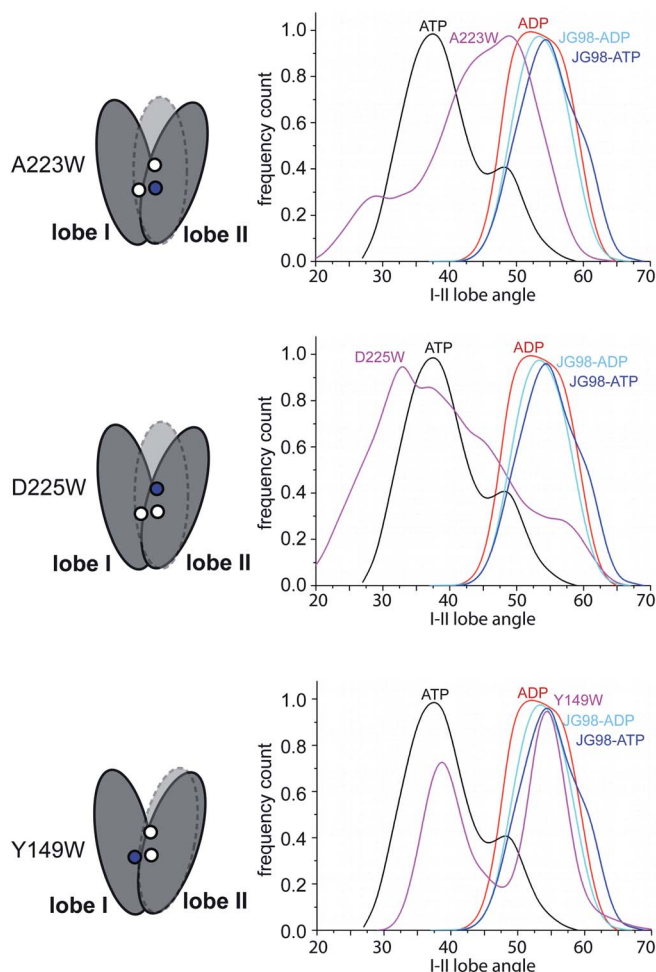 A223W
lobe I
lobe II
frequency count
1.0
0.8
0.6
0.4
0.2
0.0
ATP
A223W
ADP
JG98-ADP
JG98-ATP
20 30 40 50 60 70
I-II lobe angle
D225W
lobe I
lobe II
frequency count
1.0
0.8
0.6
0.4
0.2
0.0
D225W
ATP
ADP
JG98-ADP
JG98-ATP
20 30 40 50 60 70
I-II lobe angle
Y149W
lobe I
lobe II
frequency count
1.0
0.8
0.6
0.4
0.2
0.0
ATP
ADP
Y149W
JG98-ADP
JG98-ATP
20 30 40 50 60 70
I-II lobe angle